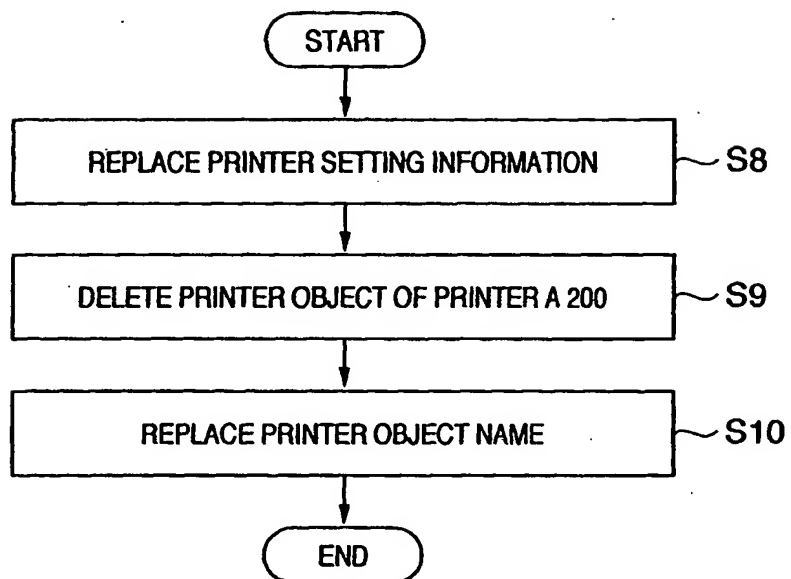 START
REPLACE PRINTER SETTING INFORMATION
S8
DELETE PRINTER OBJECT OF PRINTER A 200
S9
REPLACE PRINTER OBJECT NAME
S10
END